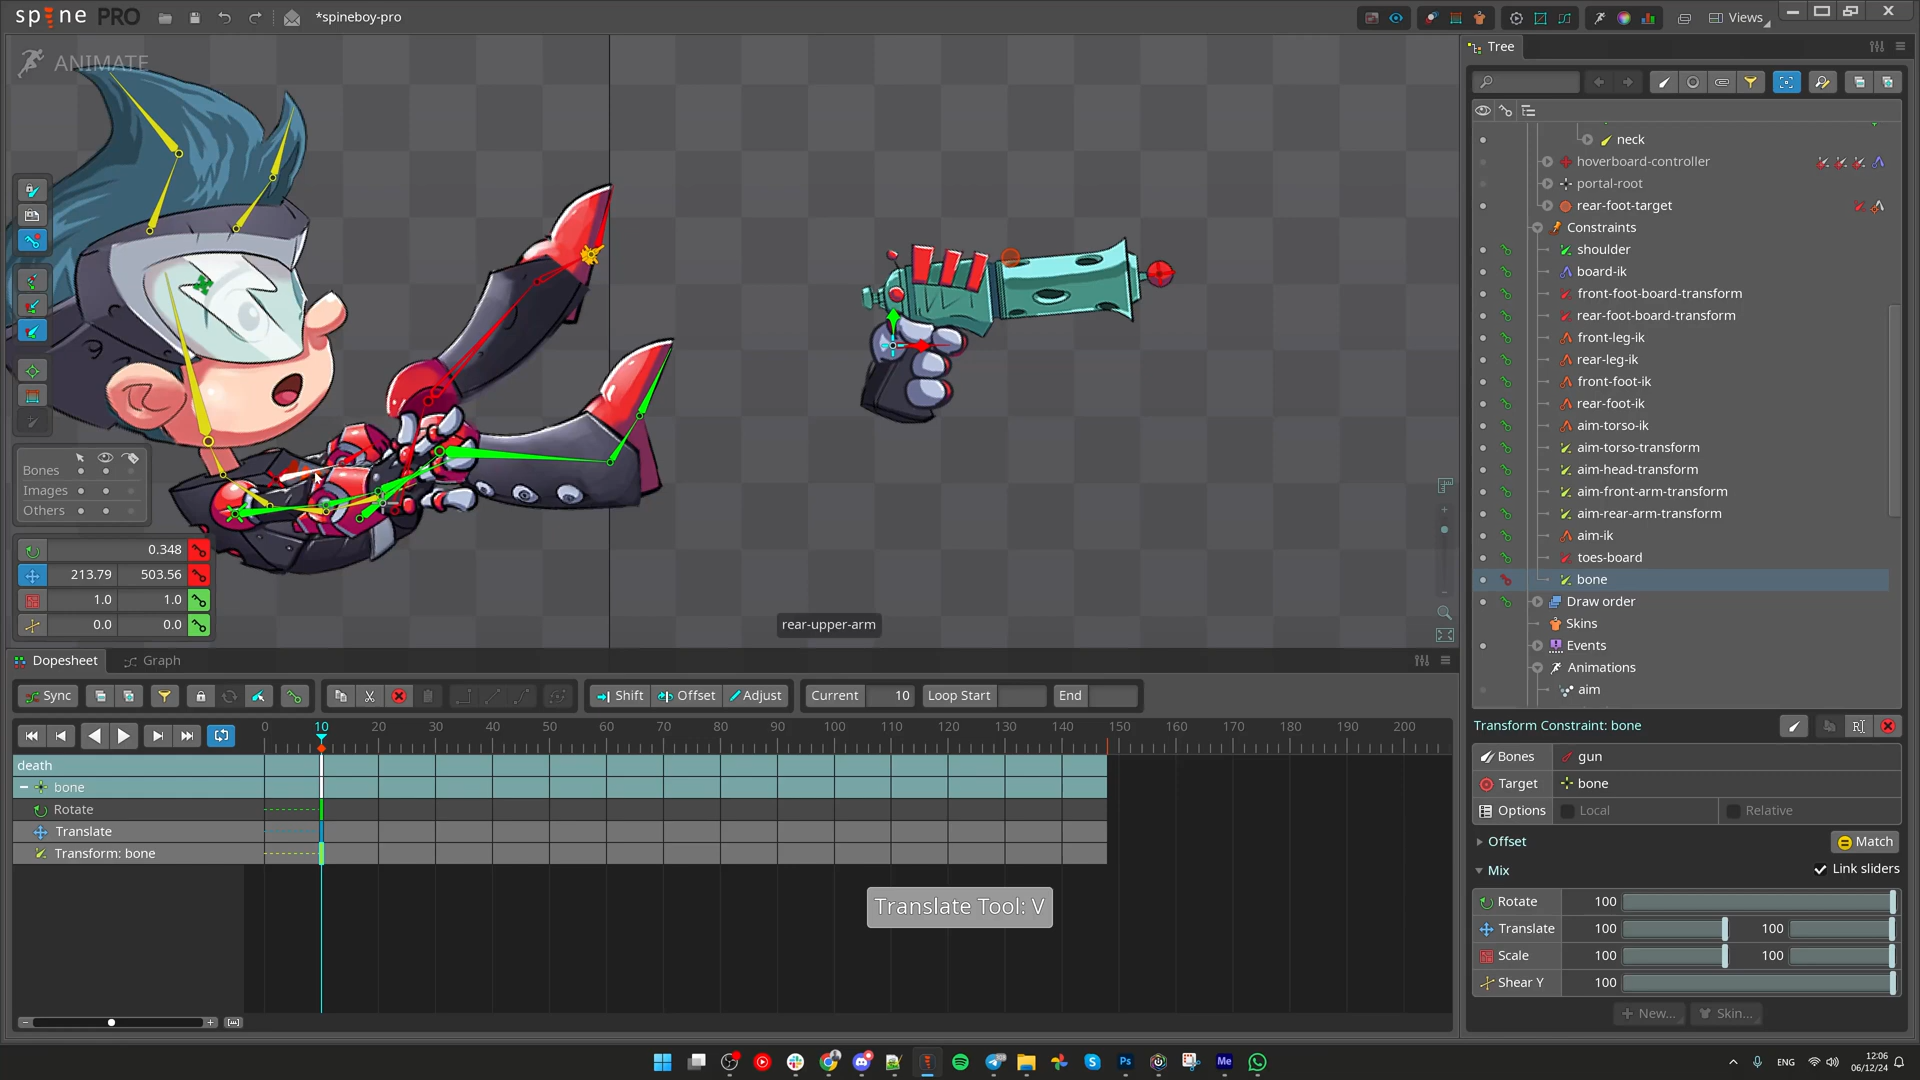 spine PRO
*spineboy-pro
Views
ANIMATE
Tree
neck
hoverboard-controller
portal-root
rear-foot-target
Constraints
shoulder
board-ik
front-foot-board-transform
rear-foot-board-transform
front-leg-ik
rear-leg-ik
front-foot-ik
rear-foot-ik
aim-torso-ik
aim-torso-transform
aim-head-transform
aim-front-arm-transform
aim-rear-arm-transform
aim-ik
toes-board
bone
Draw order
Skins
Events
Animations
aim
Bones
Images
Others
0.348
213.79 503.56
1.0 1.0
0.0 0.0
rear-upper-arm
Dopesheet Graph
Sync Shift Offset Adjust Current 10 Loop Start End
0 10 20 30 40 50 60 70 80 90 100 110 120 130 140 150 160 170 180 190 200
death
bone
Rotate
Translate
Transform: bone
Translate Tool: V
Transform Constraint: bone
Bones gun
Target bone
Options Local Relative
Offset Match
Mix Link sliders
Rotate 100
Translate 100 100
Scale 100 100
Shear Y 100
+ New... Skin...
ENG
12:06
06/12/24